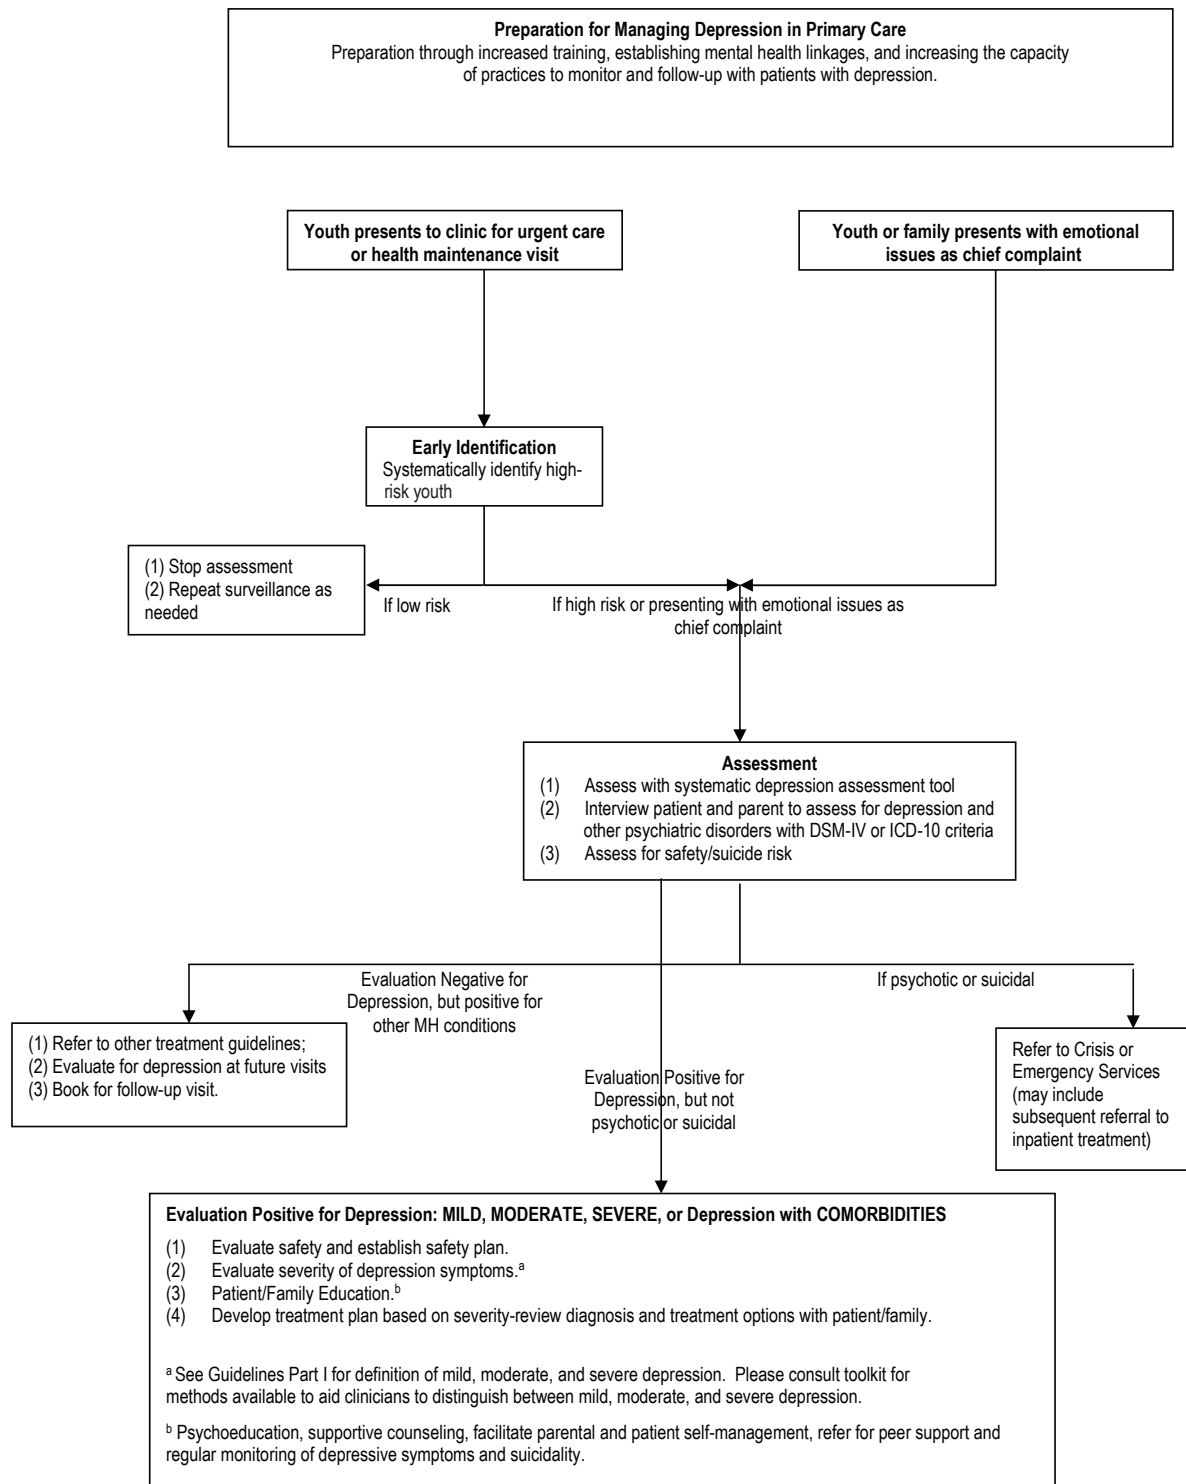 Preparation for Managing Depression in Primary Care
Preparation through increased training, establishing mental health linkages, and increasing the capacity
of practices to monitor and follow-up with patients with depression.
Youth presents to clinic for urgent care
or health maintenance visit
Youth or family presents with emotional
issues as chief complaint
Early Identification
Systematically identify high-
risk youth
(1) Stop assessment
(2) Repeat surveillance as
needed
If low risk
If high risk or presenting with emotional issues as
chief complaint
Assessment
(1) Assess with systematic depression assessment tool
(2) Interview patient and parent to assess for depression and
other psychiatric disorders with DSM-IV or ICD-10 criteria
(3) Assess for safety/suicide risk
Evaluation Negative for
Depression, but positive for
other MH conditions
If psychotic or suicidal
(1) Refer to other treatment guidelines;
(2) Evaluate for depression at future visits
(3) Book for follow-up visit.
Evaluation Positive for
Depression, but not
psychotic or suicidal
Refer to Crisis or
Emergency Services
(may include
subsequent referral to
inpatient treatment)
Evaluation Positive for Depression: MILD, MODERATE, SEVERE, or Depression with COMORBIDITIES
(1) Evaluate safety and establish safety plan.
(2) Evaluate severity of depression symptoms.ª
(3) Patient/Family Education.ᵇ
(4) Develop treatment plan based on severity-review diagnosis and treatment options with patient/family.
ª See Guidelines Part I for definition of mild, moderate, and severe depression. Please consult toolkit for
methods available to aid clinicians to distinguish between mild, moderate, and severe depression.
ᵇ Psychoeducation, supportive counseling, facilitate parental and patient self-management, refer for peer support and
regular monitoring of depressive symptoms and suicidality.